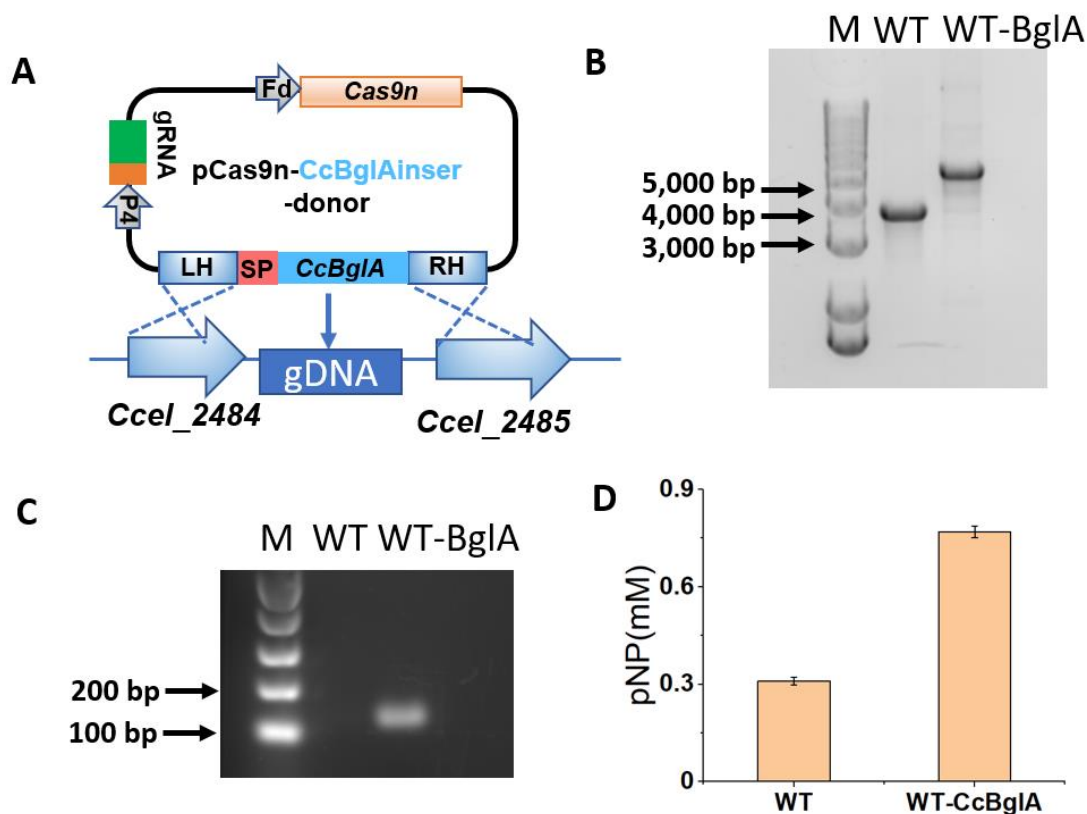 A
Fd
Cas9n
gRNA
P4
pCas9n-CcBglAinser
-donor
LH
SP
CcBglA
RH
gDNA
Ccel_2484
Ccel_2485
B
M WT WT-BglA
5,000 bp
4,000 bp
3,000 bp
C
M WT WT-BglA
200 bp
100 bp
D
pNP(mM)
0.9
0.6
0.3
0
WT
WT-CcBglA